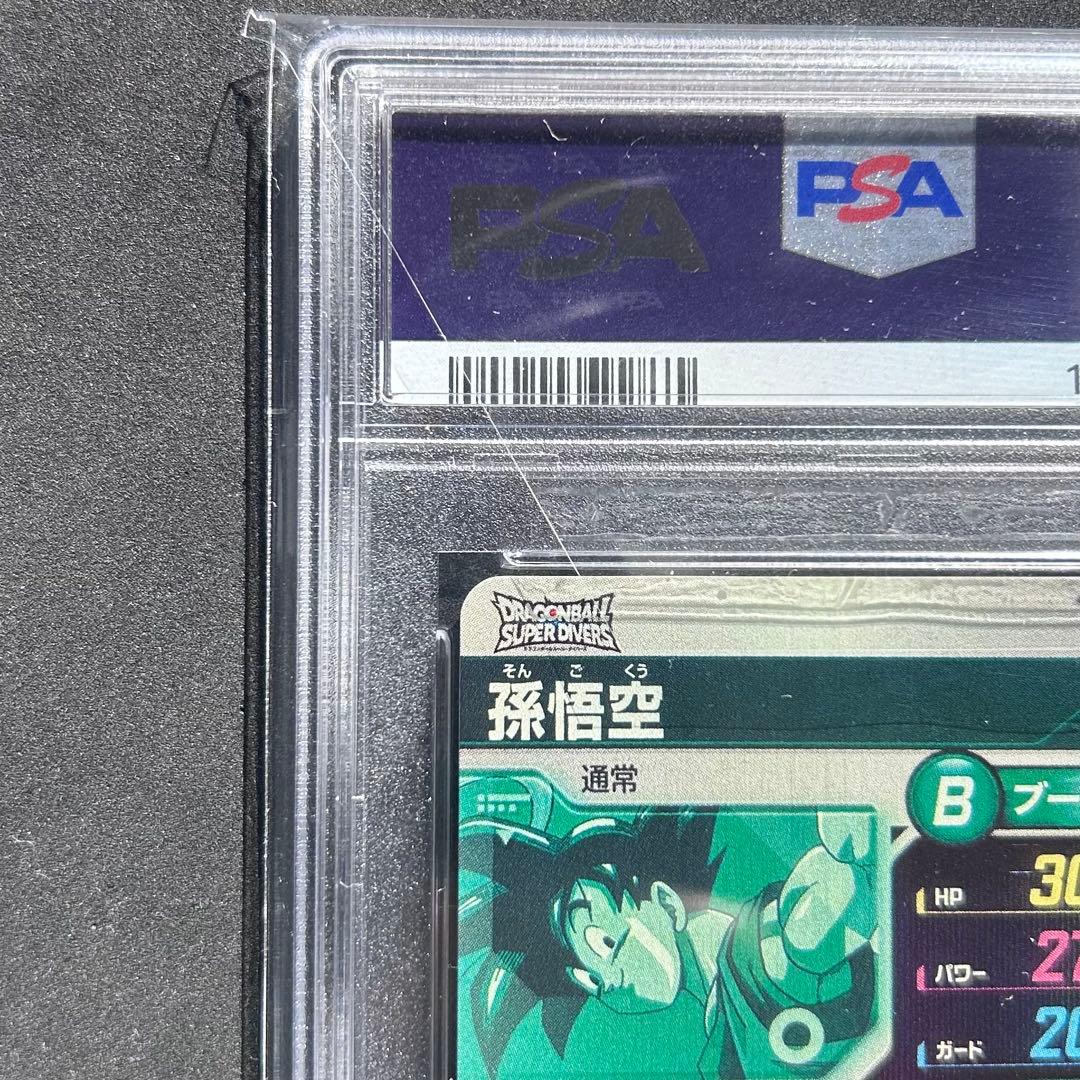 PSA
PSA
1
DRAGONBALL
SUPER DIVERS
そんごくう
孫悟空
通常
B ブー
HP 30
パワー 27
ガード 20